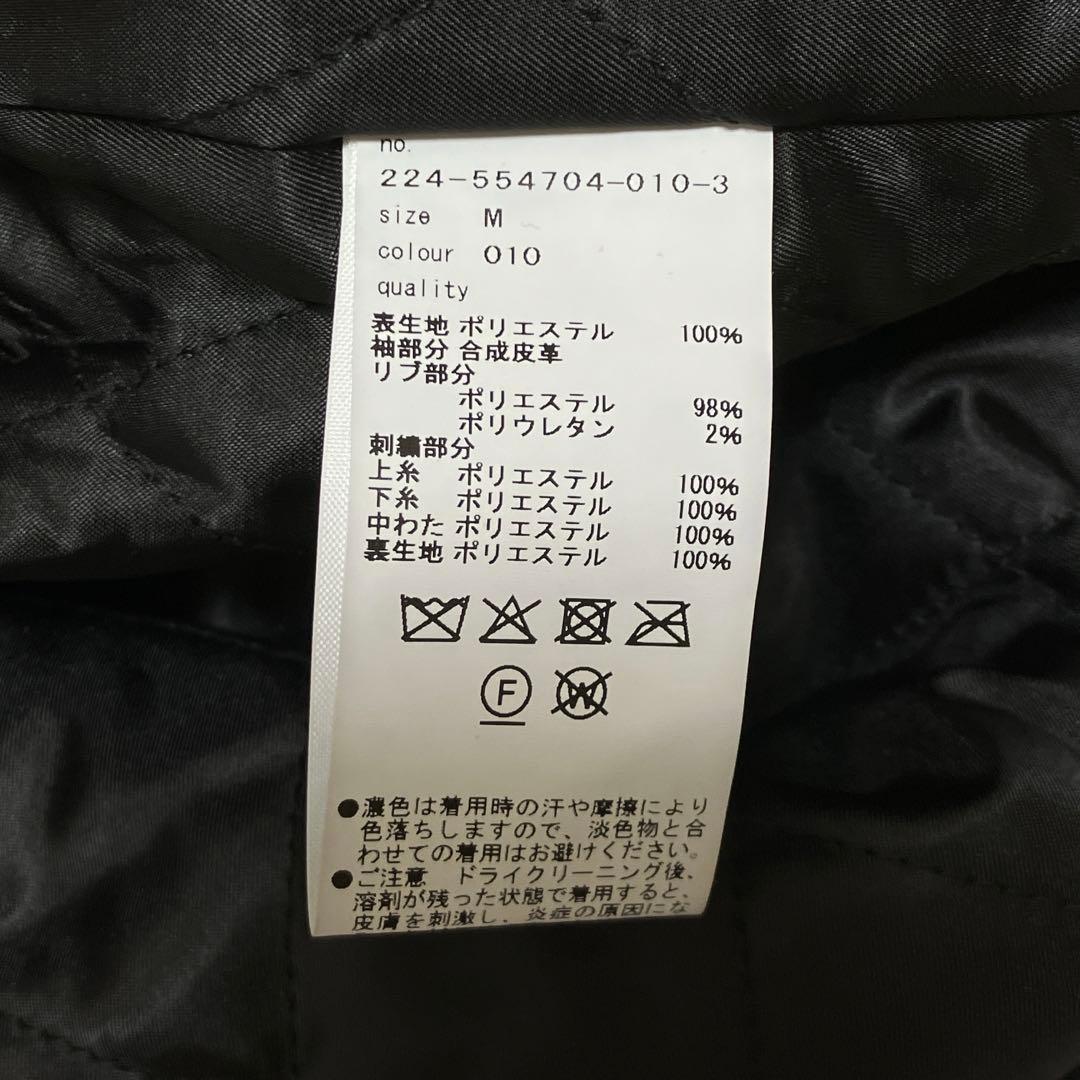 no.
224-554704-010-3
size M
colour 010
quality
表生地 ポリエステル 100%
袖部分 合成皮革
リブ部分
ポリエステル 98%
ポリウレタン 2%
刺繍部分
上糸 ポリエステル 100%
下糸 ポリエステル 100%
中わた ポリエステル 100%
裏生地 ポリエステル 100%
F W
●濃色は着用時の汗や摩擦により
色落ちしますので、淡色物と合
わせての着用はお避けください。
●ご注意 ドライクリーニング後、
溶剤が残った状態で着用すると、
皮膚を刺激し、炎症の原因にな